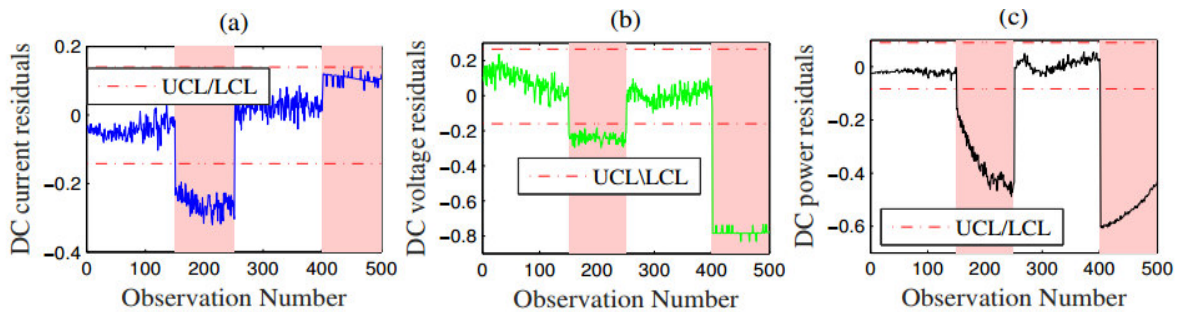 (a)
0.2
0
−0.2
−0.4
DC current residuals
UCL/LCL
0 100 200 300 400 500
Observation Number
(b)
0.2
0
−0.2
−0.4
−0.6
−0.8
DC voltage residuals
UCL\LCL
0 100 200 300 400 500
Observation Number
(c)
0
−0.2
−0.4
−0.6
DC power residuals
UCL/LCL
0 100 200 300 400 500
Observation Number